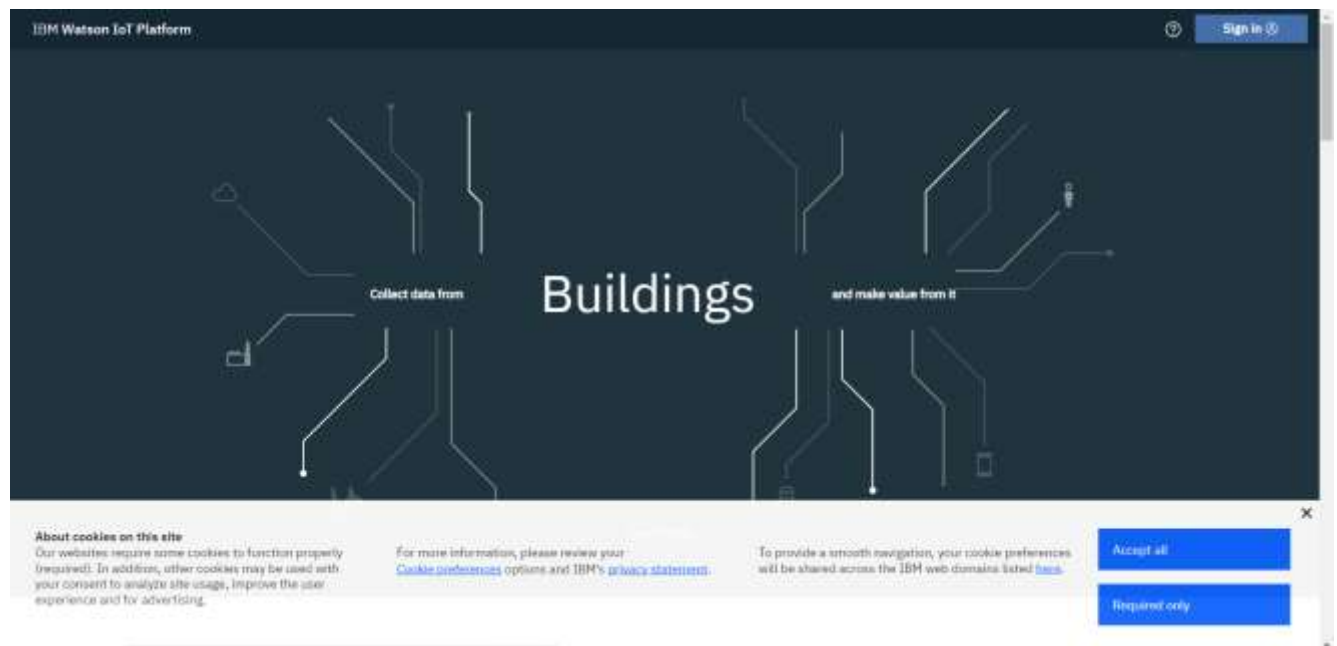 IBM Watson IoT Platform
Sign in
Collect data from
Buildings
and make value from it
About cookies on this site
Our websites require some cookies to function properly
(required). In addition, other cookies may be used with
your consent to analyze site usage, improve the user
experience and for advertising.
For more information, please review your
Cookie preferences options and IBM's privacy statement.
To provide a smooth navigation, your cookie preferences
will be shared across the IBM web domains listed here.
Accept all
Required only